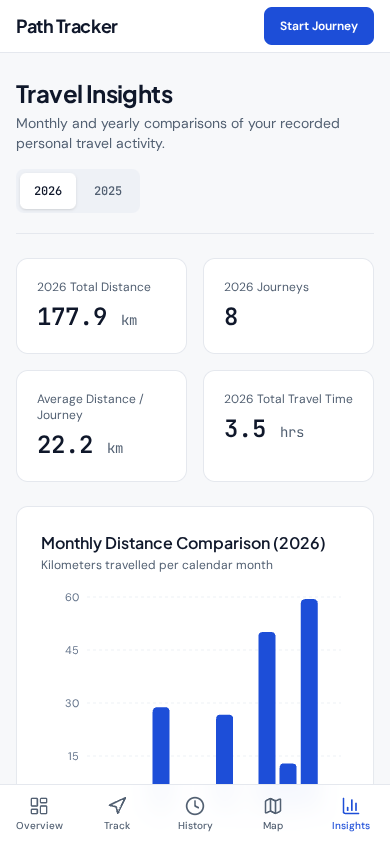 Path Tracker
Start Journey
Travel Insights
Monthly and yearly comparisons of your recorded
personal travel activity.
2026 2025
2026 Total Distance
177.9 km
2026 Journeys
8
Average Distance /
Journey
22.2 km
2026 Total Travel Time
3.5 hrs
Monthly Distance Comparison (2026)
Kilometers travelled per calendar month
60
45
30
15
Overview Track History Map Insights